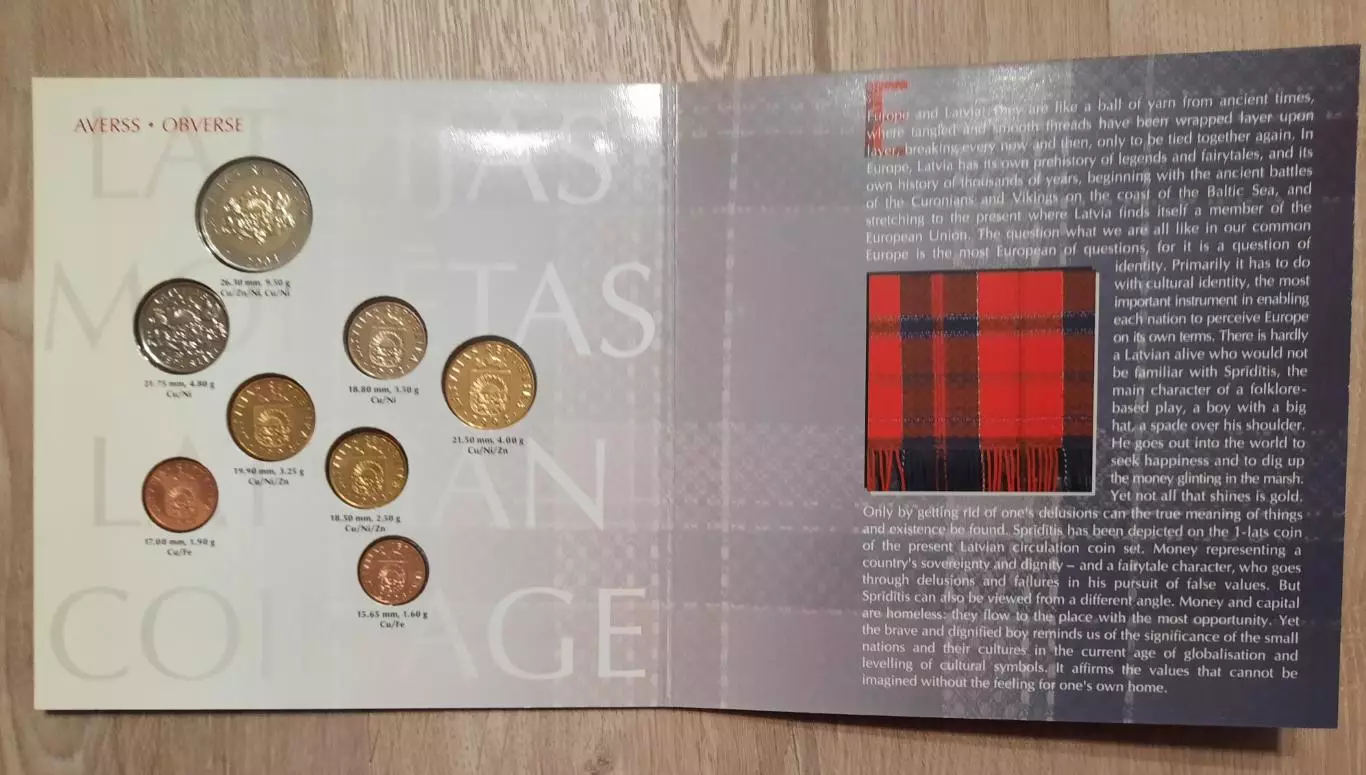 LATVIJAS
MONĒTAS
LATVIAN
COINAGE
AVERSS • OBVERSE
2004
26.30 mm, 9.50 g
Cu/Zn/Ni, Cu/Ni
21.75 mm, 4.80 g
Cu/Ni
18.80 mm, 3.50 g
Cu/Ni
21.50 mm, 4.00 g
Cu/Ni/Zn
19.90 mm, 3.25 g
Cu/Ni/Zn
18.50 mm, 2.50 g
Cu/Ni/Zn
17.00 mm, 1.90 g
Cu/Fe
15.65 mm, 1.60 g
Cu/Fe
E
Europe and Latvia. They are like a ball of yarn from ancient times,
where tangled and smooth threads have been wrapped layer upon
layer, breaking every now and then, only to be tied together again. In
Europe, Latvia has its own prehistory of legends and fairytales, and its
own history of thousands of years, beginning with the ancient battles
of the Curonians and Vikings on the coast of the Baltic Sea, and
stretching to the present where Latvia finds itself a member of the
European Union. The question what we are all like in our common
Europe is the most European of questions, for it is a question of
identity. Primarily it has to do
with cultural identity, the most
important instrument in enabling
each nation to perceive Europe
on its own terms. There is hardly
a Latvian alive who would not
be familiar with Sprīdītis, the
main character of a folklore-
based play, a boy with a big
hat, a spade over his shoulder.
He goes out into the world to
seek happiness and to dig up
the money glinting in the marsh.
Yet not all that shines is gold.
Only by getting rid of one's delusions can the true meaning of things
and existence be found. Sprīdītis has been depicted on the 1-lats coin
of the present Latvian circulation coin set. Money representing a
country's sovereignty and dignity – and a fairytale character, who goes
through delusions and failures in his pursuit of false values. But
Sprīdītis can also be viewed from a different angle. Money and capital
are homeless: they flow to the place with the most opportunity. Yet
the brave and dignified boy reminds us of the significance of the small
nations and their cultures in the current age of globalisation and
levelling of cultural symbols. It affirms the values that cannot be
imagined without the feeling for one's own home.